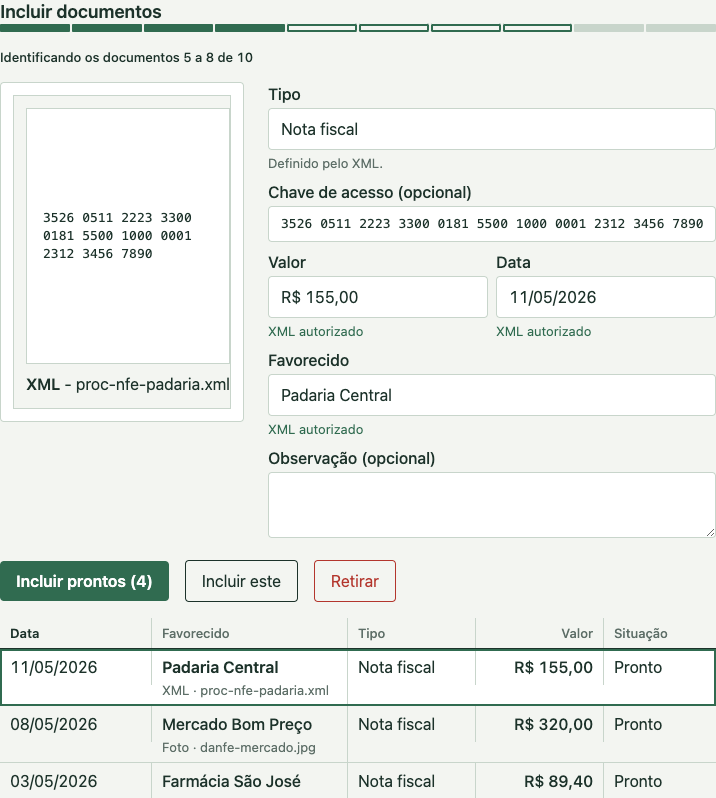 Incluir documentos
Identificando os documentos 5 a 8 de 10
3526 0511 2223 3300
0181 5500 1000 0001
2312 3456 7890
XML - proc-nfe-padaria.xml
Tipo
Nota fiscal
Definido pelo XML.
Chave de acesso (opcional)
3526 0511 2223 3300 0181 5500 1000 0001 2312 3456 7890
Valor Data
R$ 155,00 11/05/2026
XML autorizado XML autorizado
Favorecido
Padaria Central
XML autorizado
Observação (opcional)
Incluir prontos (4) Incluir este Retirar
Data Favorecido Tipo Valor Situação
11/05/2026 Padaria Central Nota fiscal R$ 155,00 Pronto
XML · proc-nfe-padaria.xml
08/05/2026 Mercado Bom Preço Nota fiscal R$ 320,00 Pronto
Foto · danfe-mercado.jpg
03/05/2026 Farmácia São José Nota fiscal R$ 89,40 Pronto